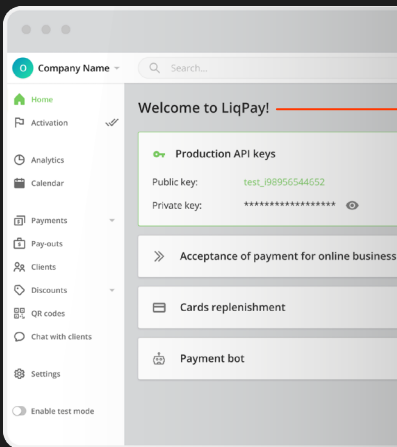 O Company Name
Search...
Home
Activation
Analytics
Calendar
Payments
Pay-outs
Clients
Discounts
QR codes
Chat with clients
Settings
Enable test mode
Welcome to LiqPay!
Production API keys
Public key: test_i98956544652
Private key: ******************
Acceptance of payment for online business
Cards replenishment
Payment bot